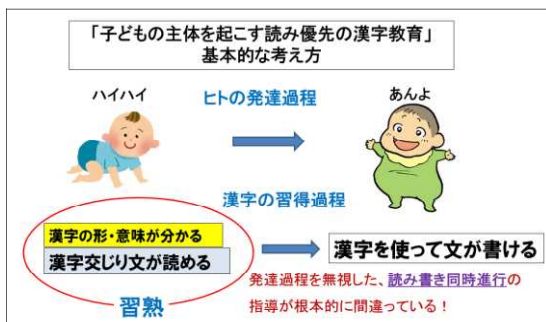 「子どもの主体を起こす読み優先の漢字教育」
基本的な考え方
ハイハイ
ヒトの発達過程
あんよ
漢字の習得過程
漢字の形・意味が分かる
漢字交じり文が読める
漢字を使って文が書ける
習熟
発達過程を無視した、読み書き同時進行の
指導が根本的に間違っている！